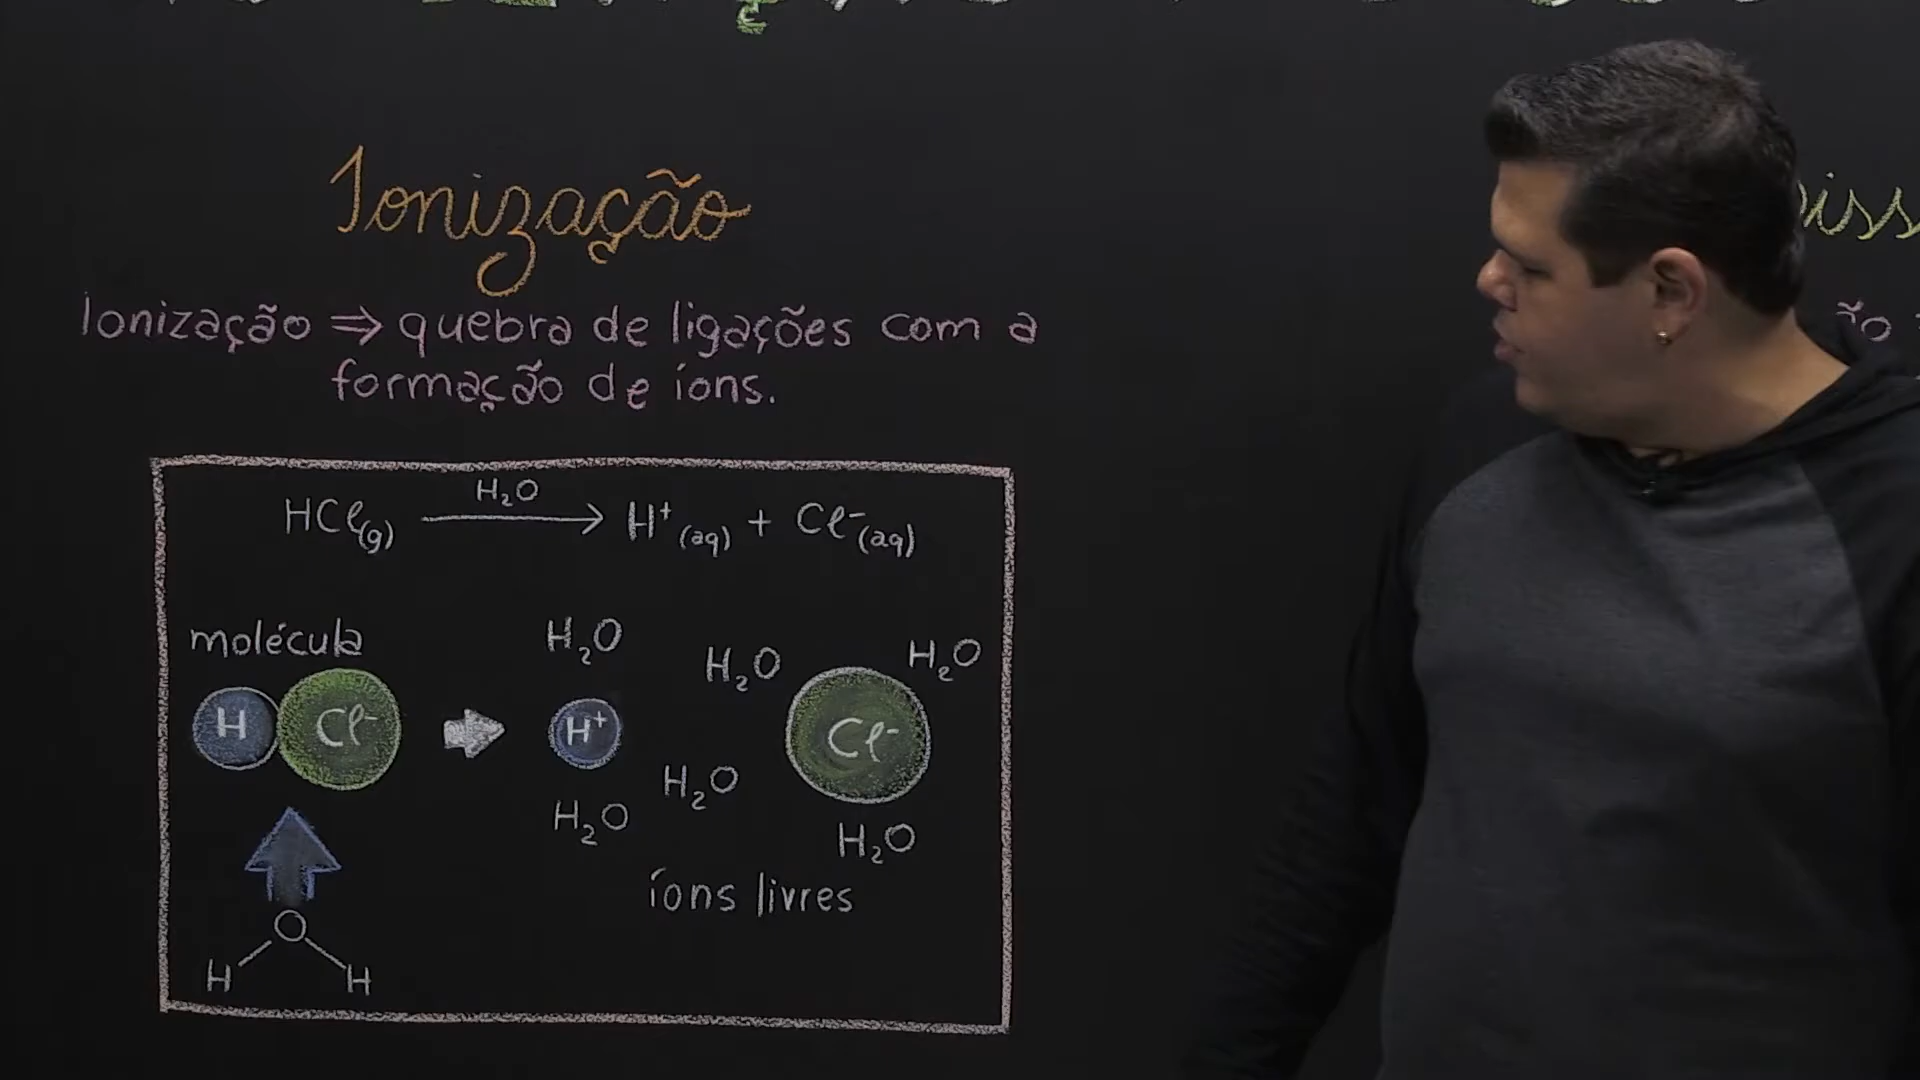 Ionização
Ionização ⇒ quebra de ligações com a
formação de íons.
H₂O
HCl(g) ⟶ H⁺(aq) + Cl⁻(aq)
molécula
H Cl⁻
H₂O
H₂O
H₂O
H⁺
Cl⁻
H₂O
H₂O
H₂O
íons livres
O
H H